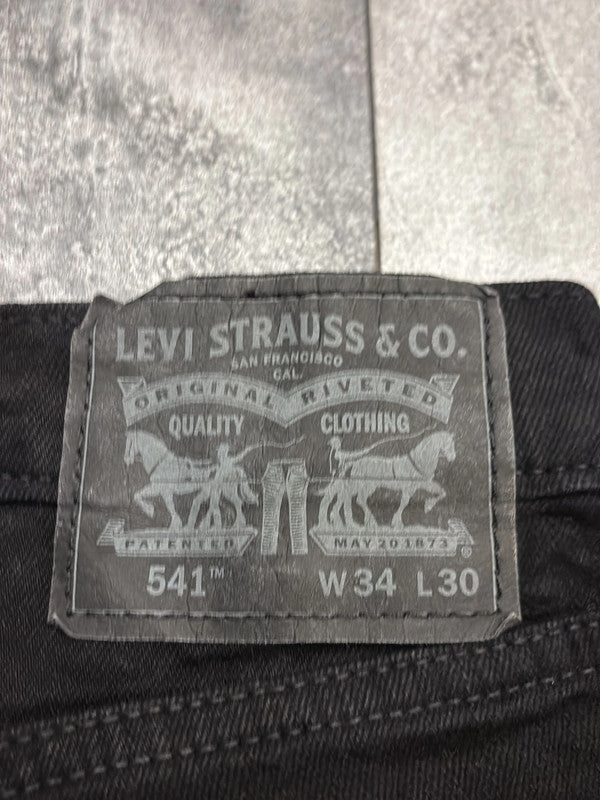 LEVI STRAUSS & CO.
SAN FRANCISCO
CAL.
ORIGINAL RIVETED
QUALITY CLOTHING
PATENTED MAY 20 1873 ®
541™ W34 L30